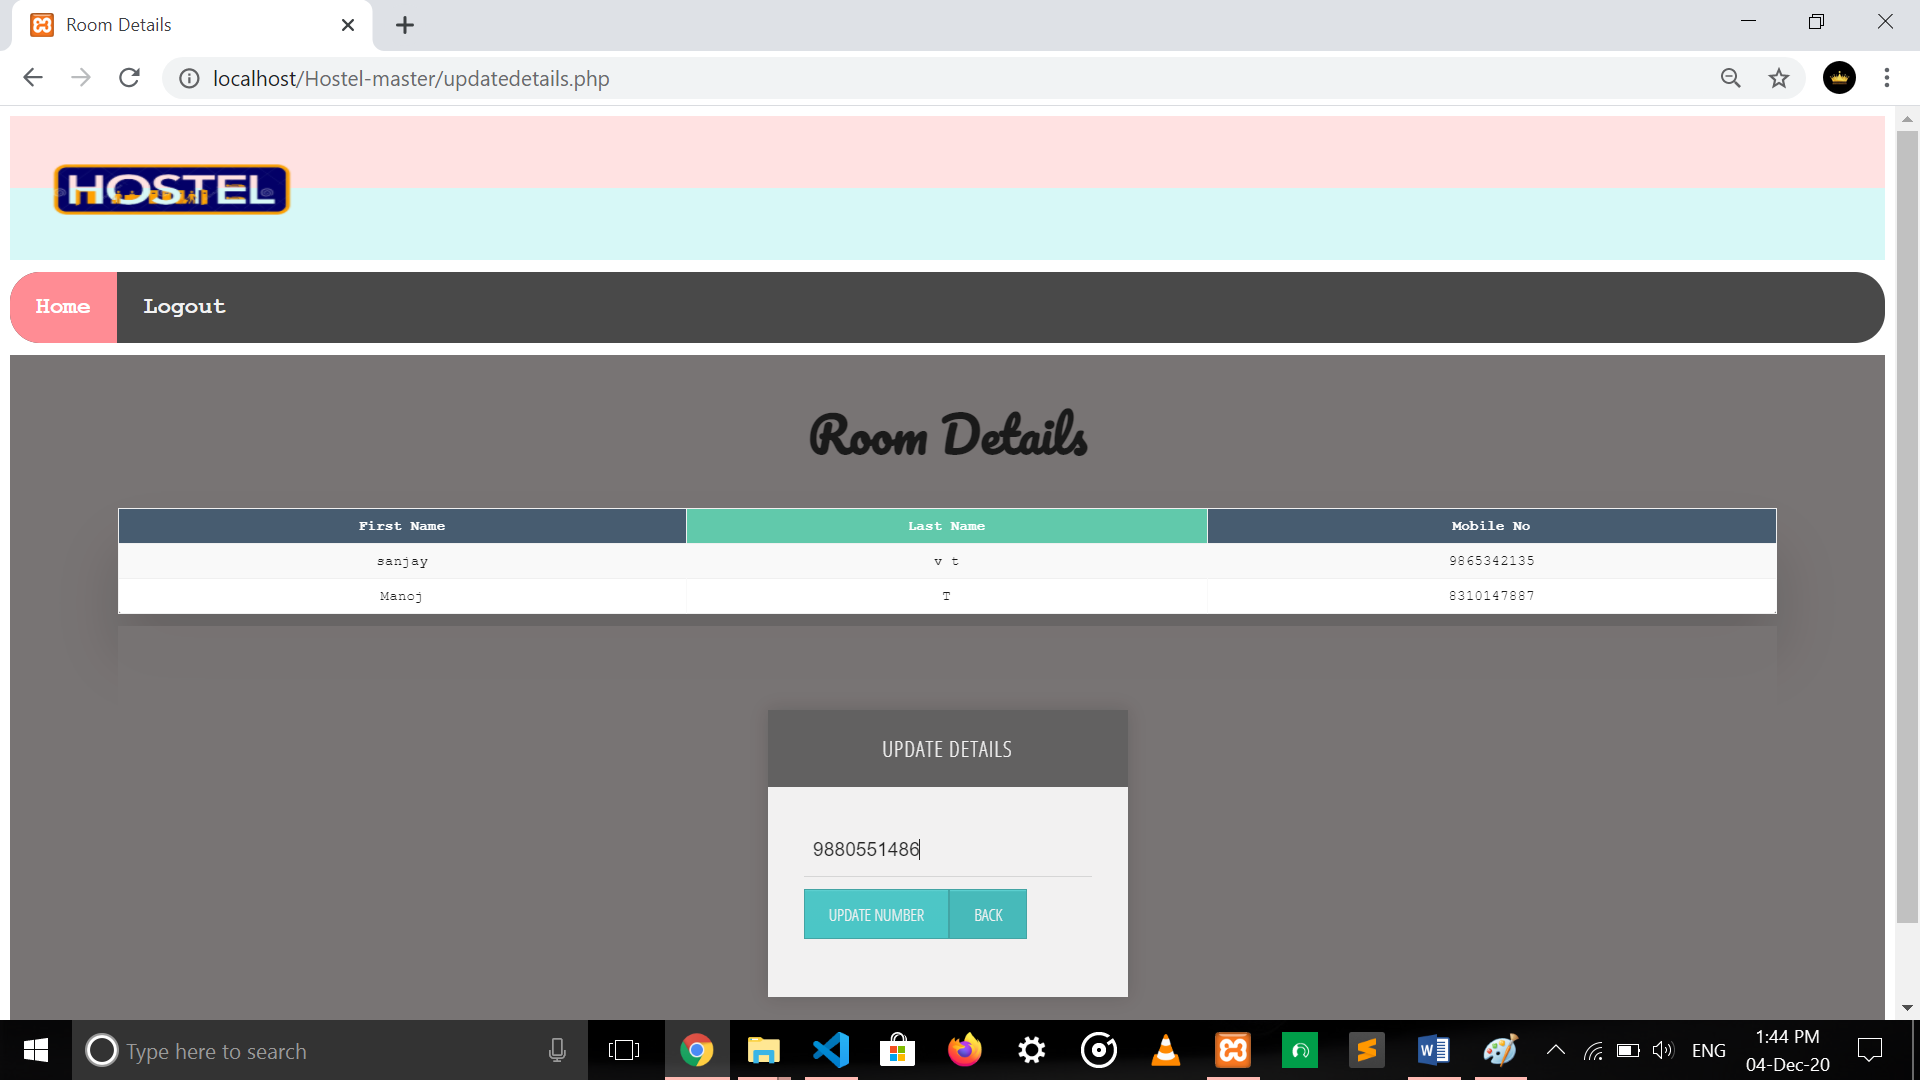 Room Details
localhost/Hostel-master/updatedetails.php
HOSTEL
Home Logout
Room Details
First Name Last Name Mobile No
sanjay v t 9865342135
Manoj T 8310147887
UPDATE DETAILS
9880551486
UPDATE NUMBER BACK
Type here to search
ENG
1:44 PM
04-Dec-20